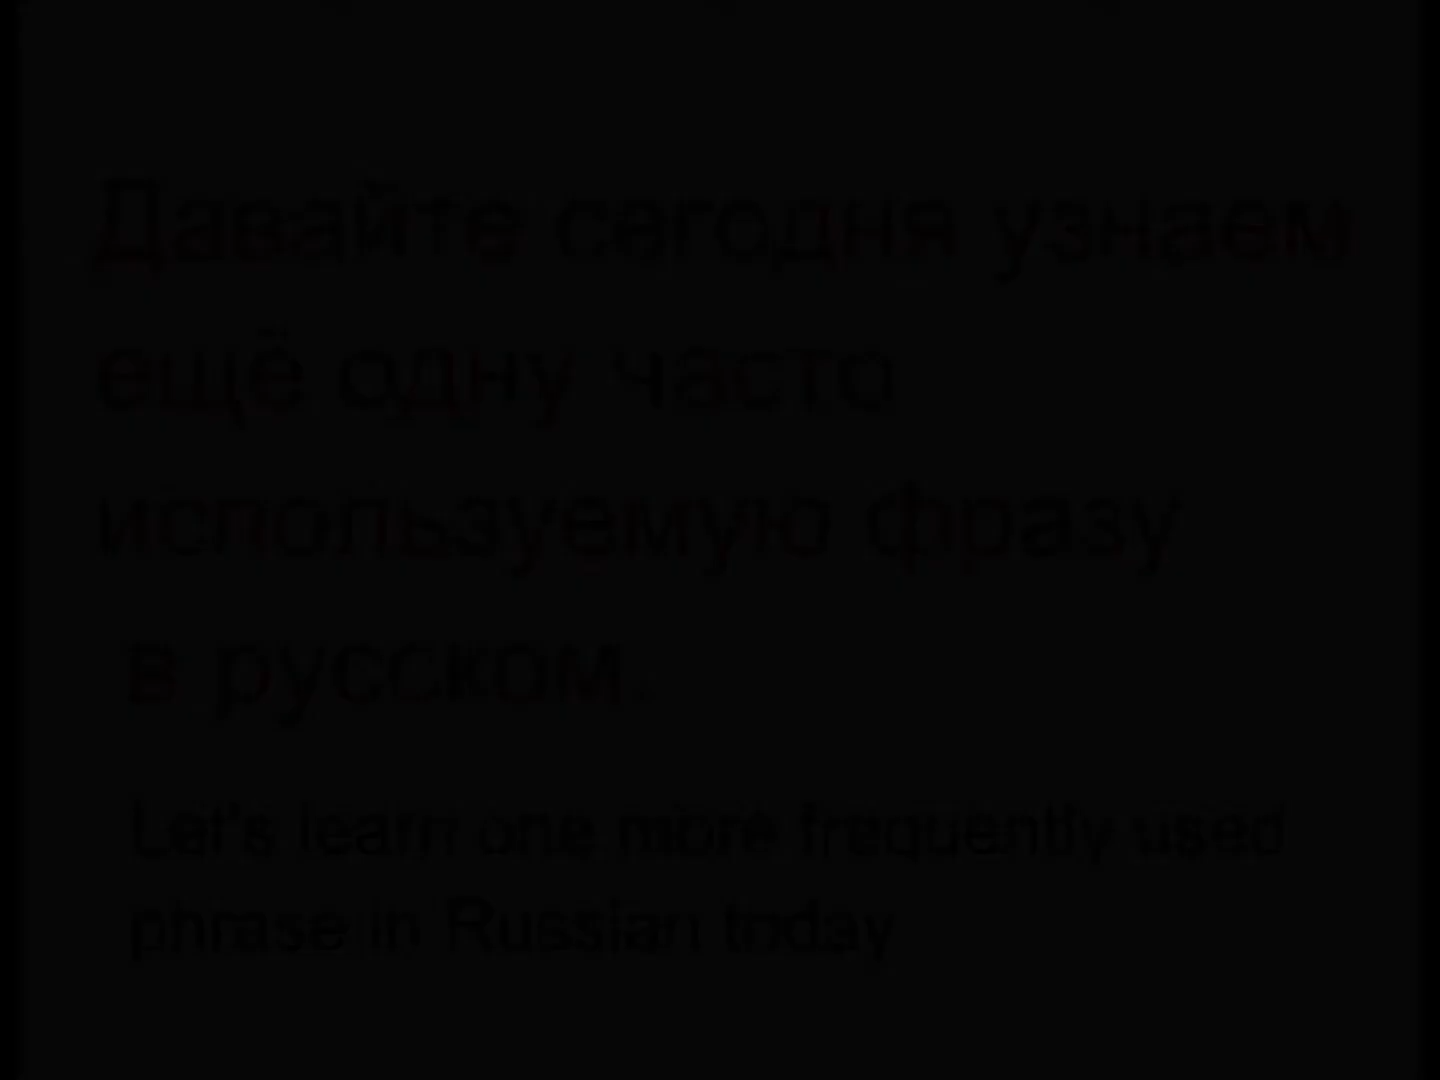 Давайте сегодня узнаем
ещё одну часто
используемую фразу
в русском.
Let's learn one more frequently used
phrase in Russian today